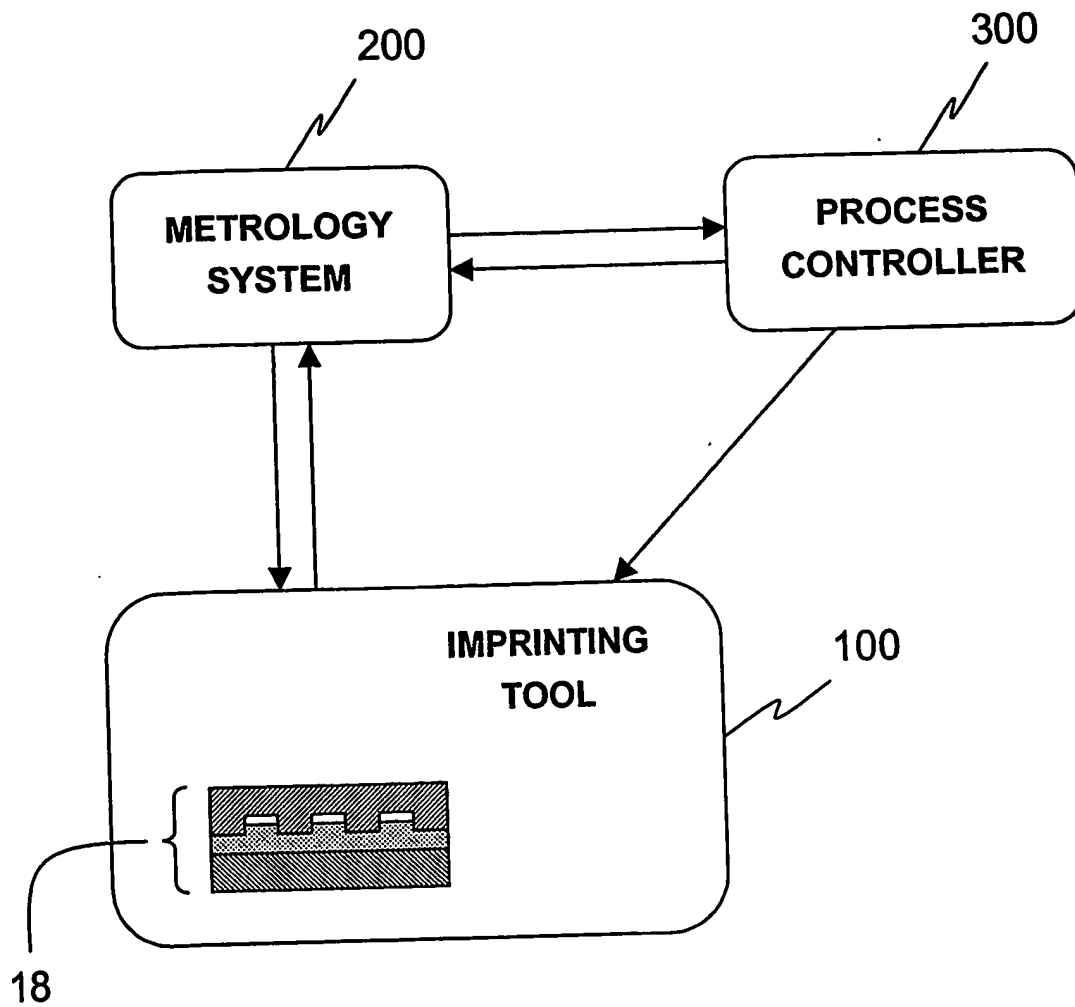 200
300
METROLOGY
SYSTEM
PROCESS
CONTROLLER
IMPRINTING
TOOL
100
18